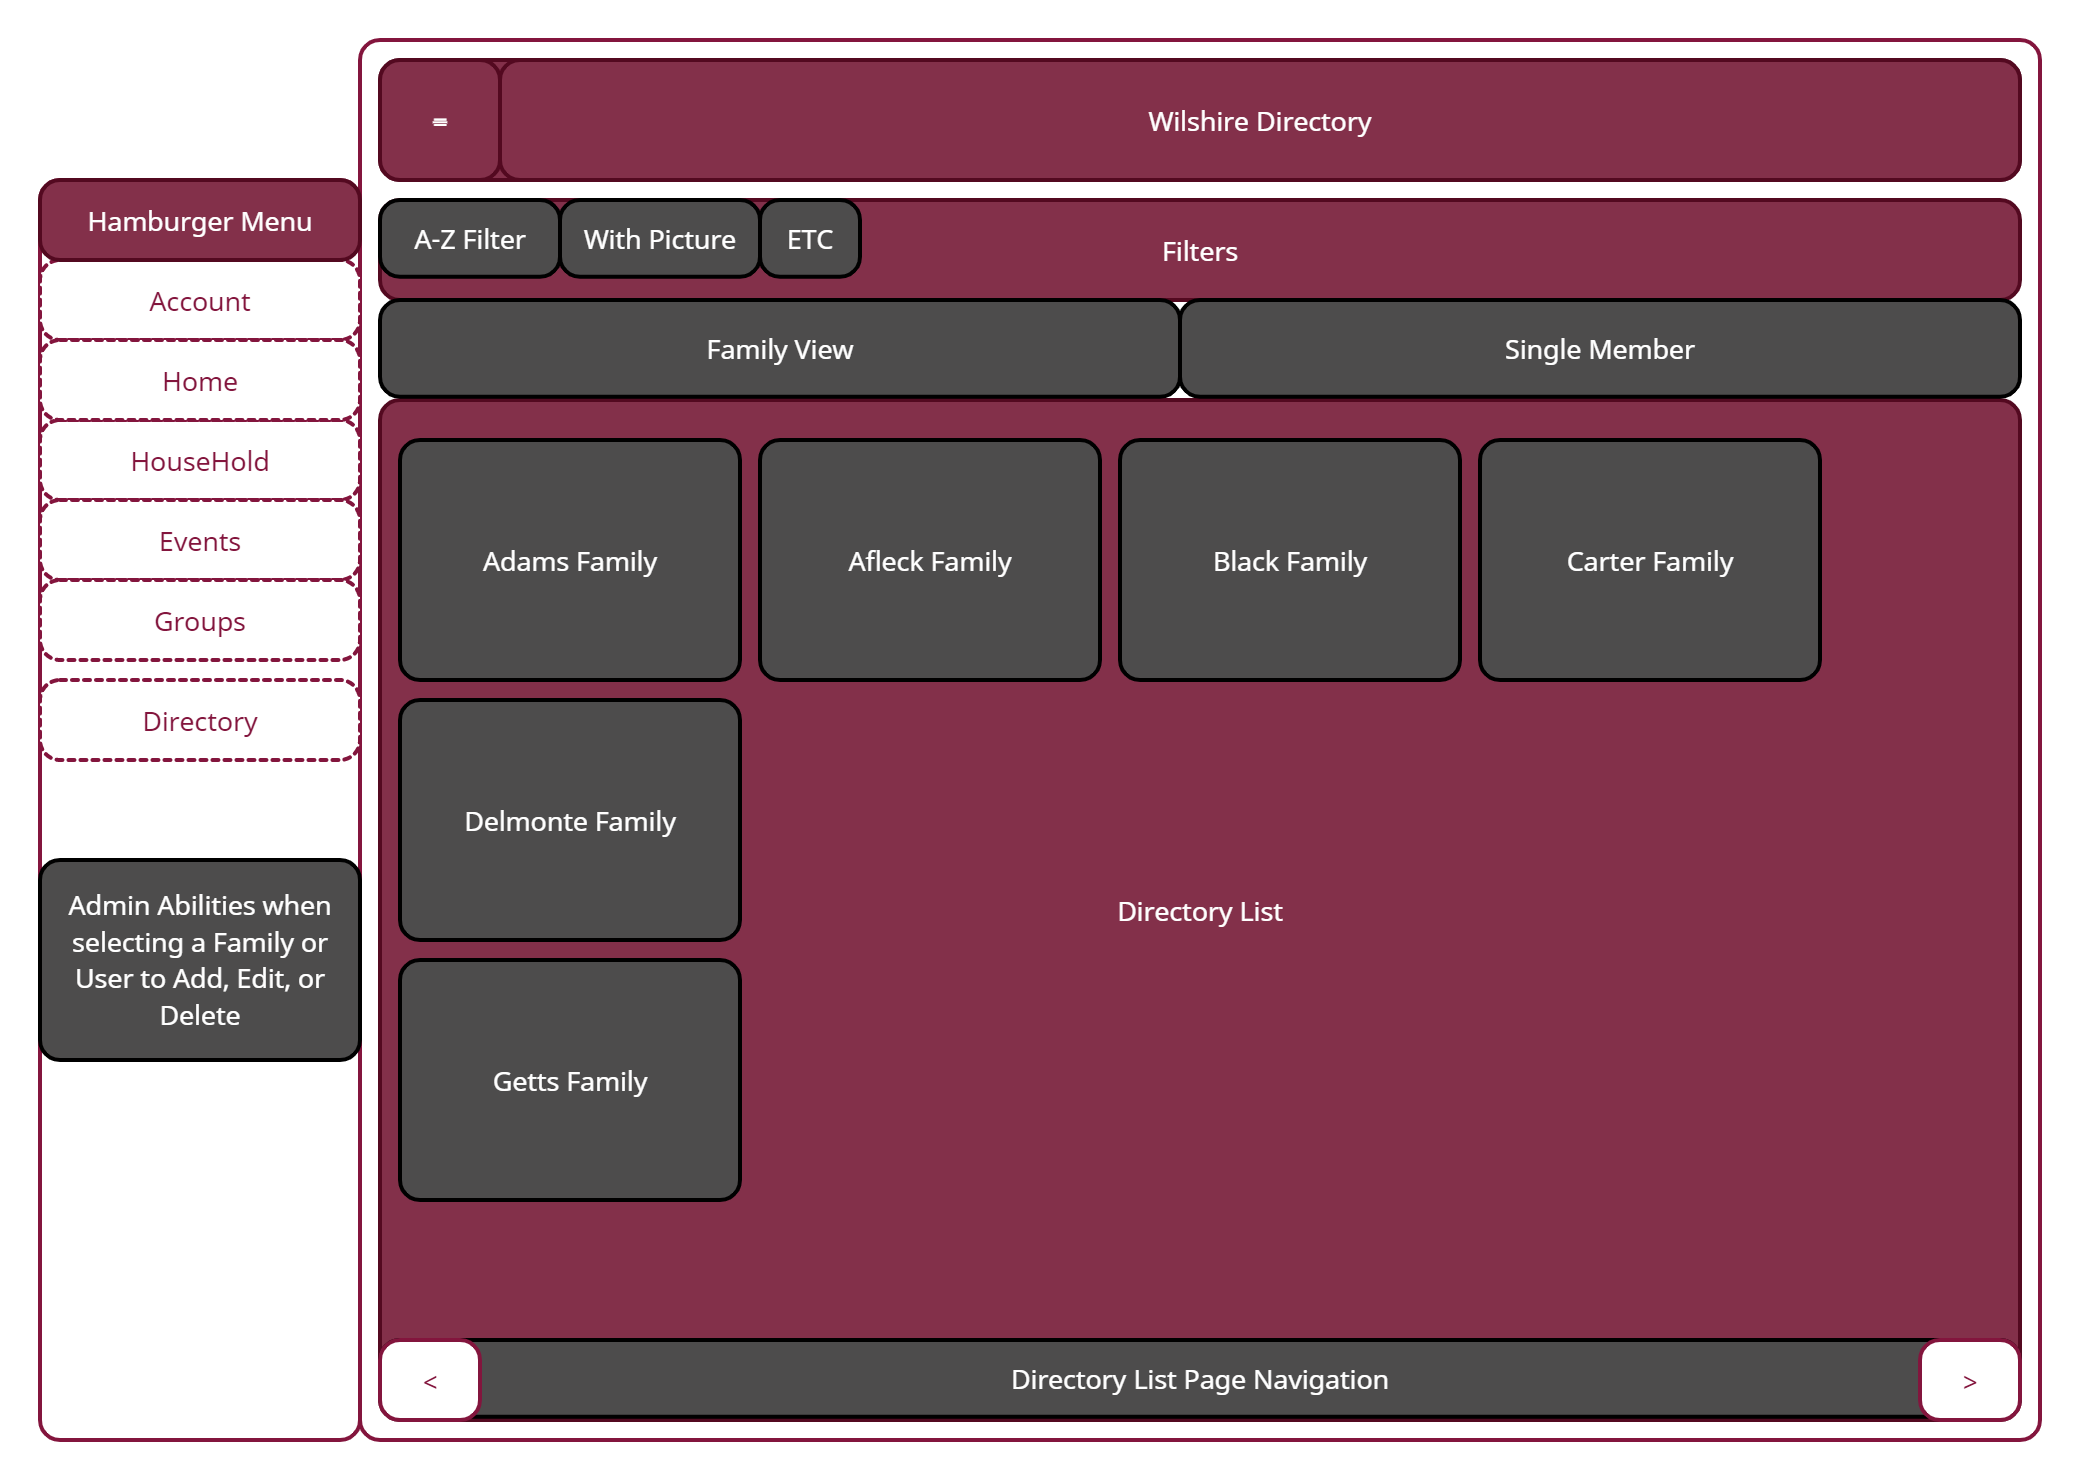 ≡
Wilshire Directory
Hamburger Menu
Account
Home
HouseHold
Events
Groups
Directory
Admin Abilities when
selecting a Family or
User to Add, Edit, or
Delete
A-Z Filter
With Picture
ETC
Filters
Family View
Single Member
Adams Family
Afleck Family
Black Family
Carter Family
Delmonte Family
Directory List
Getts Family
<
Directory List Page Navigation
>